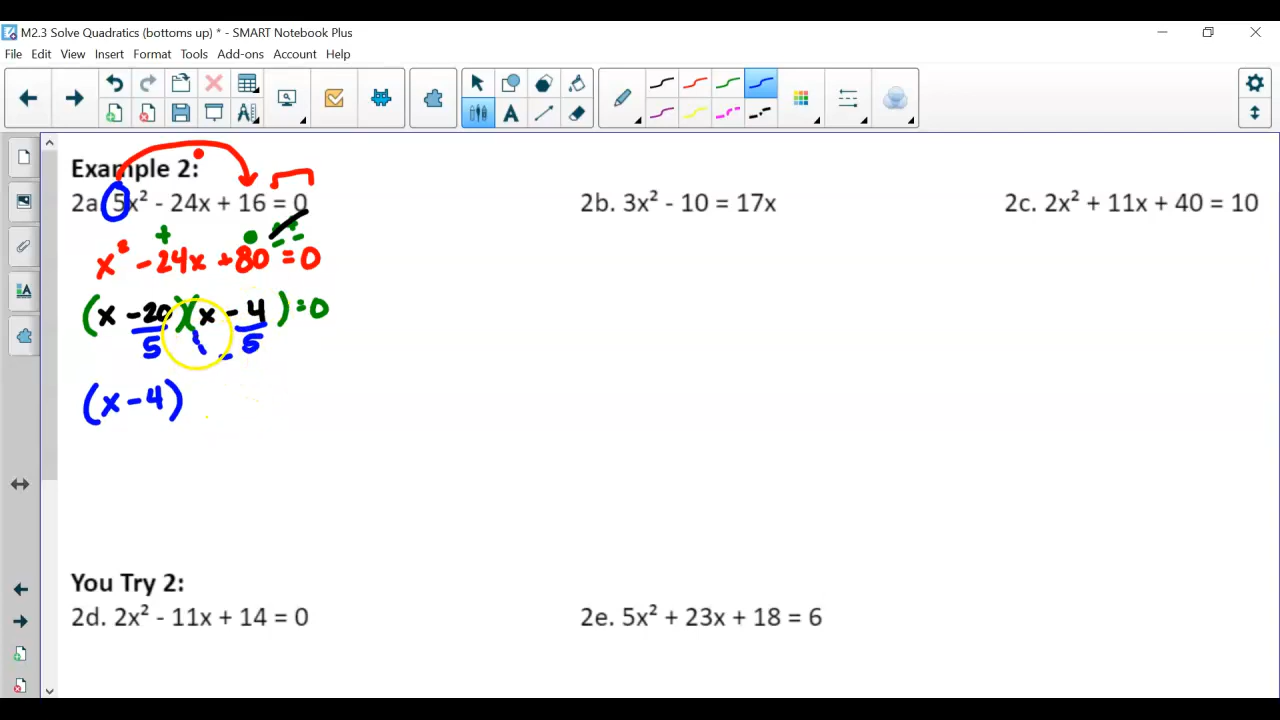 M2.3 Solve Quadratics (bottoms up) * - SMART Notebook Plus
File Edit View Insert Format Tools Add-ons Account Help
Example 2:
2a. 5x² - 24x + 16 = 0
2b. 3x² - 10 = 17x
2c. 2x² + 11x + 40 = 10
x² - 24x + 80 = 0
(x - 20)(x - 4) = 0
5 5
(x - 4)
You Try 2:
2d. 2x² - 11x + 14 = 0
2e. 5x² + 23x + 18 = 6